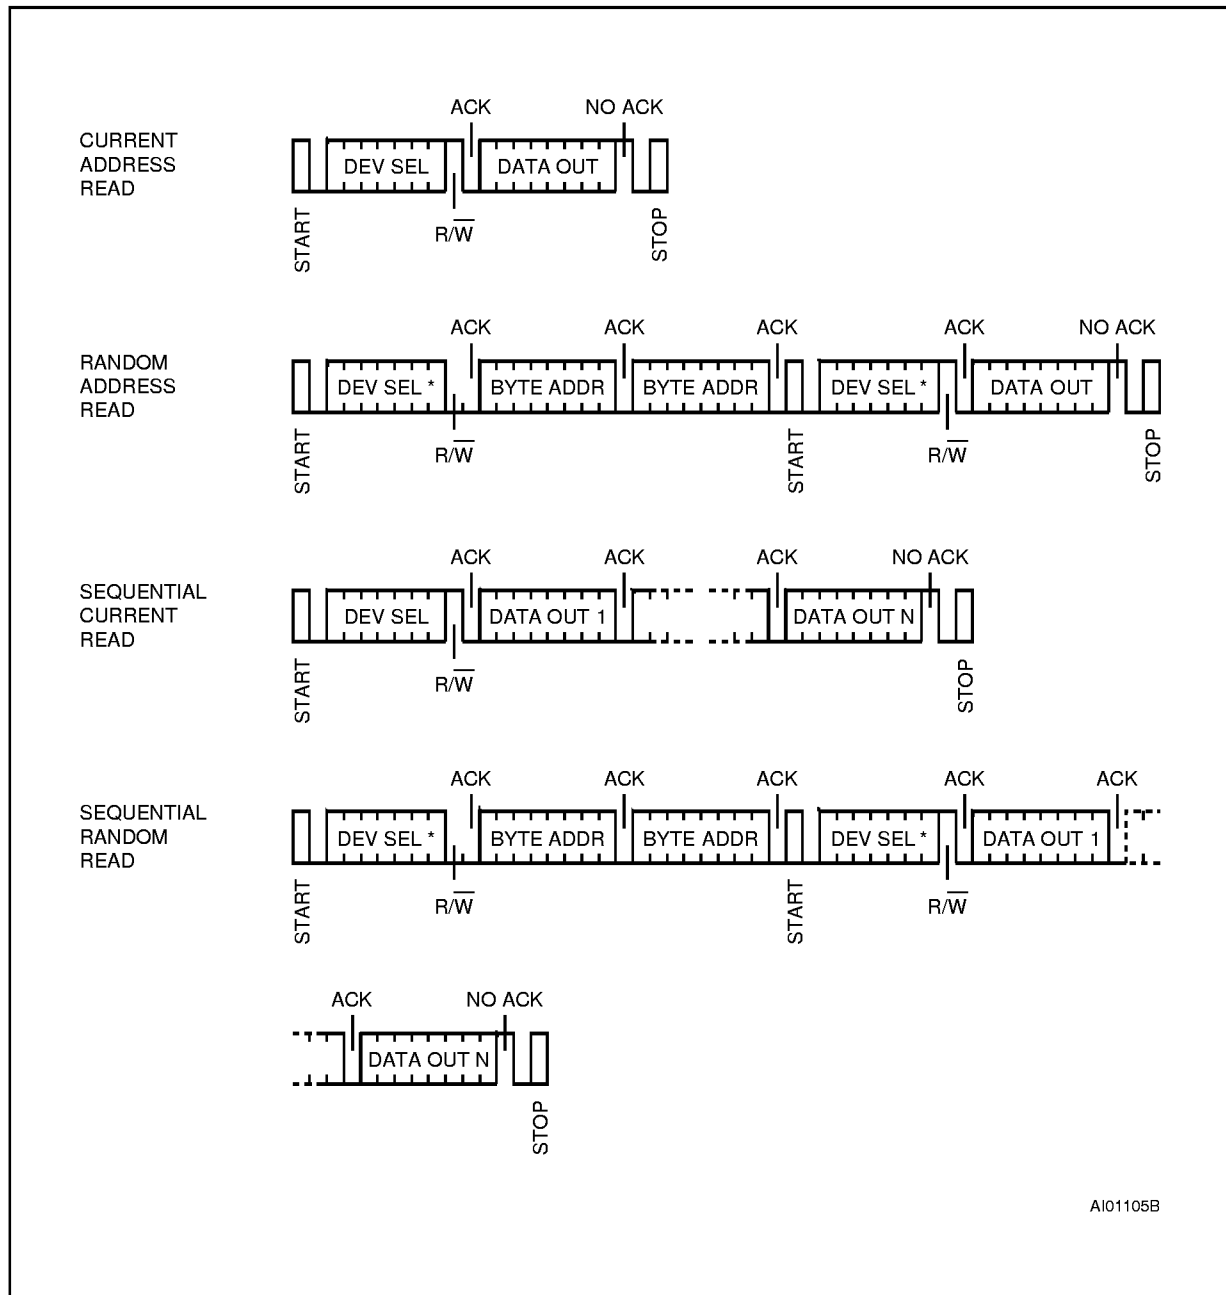 ACK NO ACK
CURRENT
ADDRESS
READ
DEV SEL DATA OUT
START R/W̅ STOP
ACK ACK ACK ACK NO ACK
RANDOM
ADDRESS
READ
DEV SEL * BYTE ADDR BYTE ADDR DEV SEL * DATA OUT
START R/W̅ START R/W̅ STOP
ACK ACK ACK NO ACK
SEQUENTIAL
CURRENT
READ
DEV SEL DATA OUT 1 DATA OUT N
START R/W̅ STOP
ACK ACK ACK ACK ACK
SEQUENTIAL
RANDOM
READ
DEV SEL * BYTE ADDR BYTE ADDR DEV SEL * DATA OUT 1
START R/W̅ START R/W̅
ACK NO ACK
DATA OUT N
STOP
AI01105B